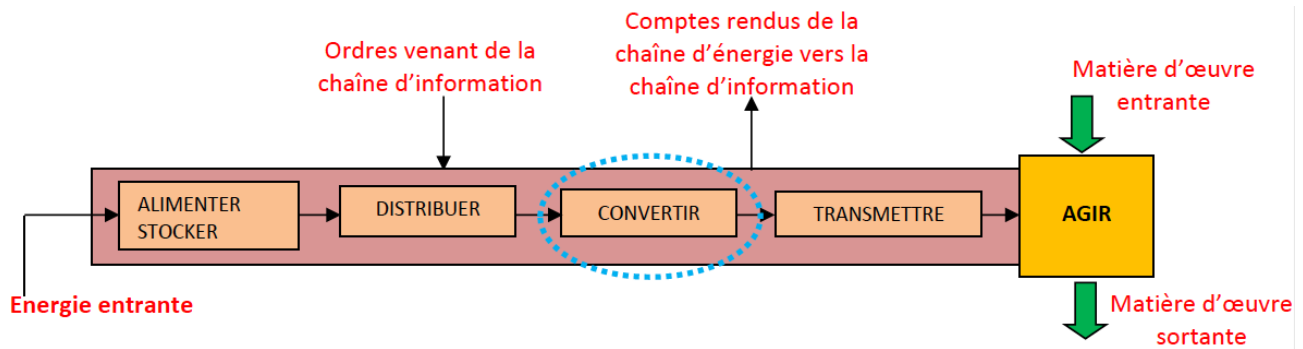 Ordres venant de la
chaîne d’information
Comptes rendus de la
chaîne d’énergie vers la
chaîne d’information
Matière d’œuvre
entrante
ALIMENTER
STOCKER
DISTRIBUER
CONVERTIR
TRANSMETTRE
AGIR
Energie entrante
Matière d’œuvre
sortante